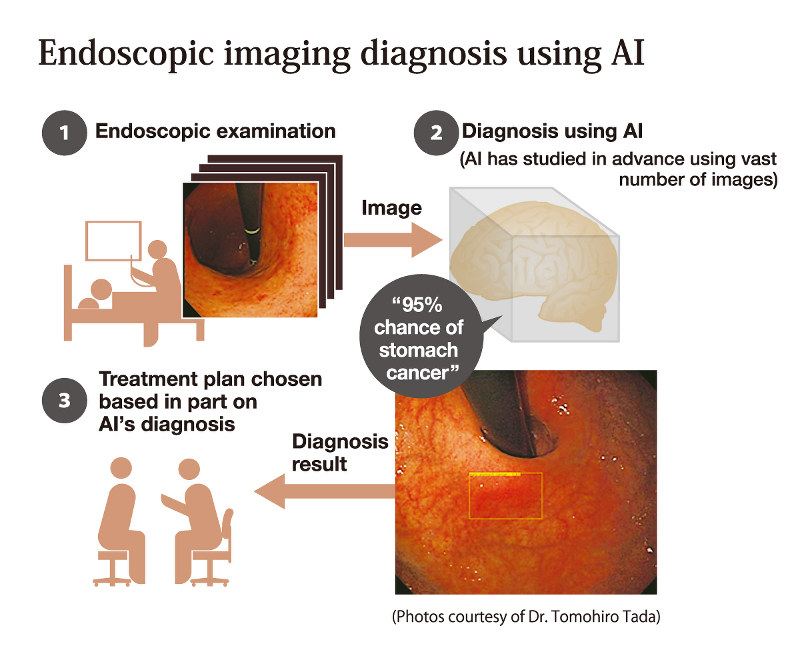 Endoscopic imaging diagnosis using AI
1 Endoscopic examination
2 Diagnosis using AI
(AI has studied in advance using vast
number of images)
Image
“95%
chance of
stomach
cancer”
3 Treatment plan chosen
based in part on
AI’s diagnosis
Diagnosis
result
(Photos courtesy of Dr. Tomohiro Tada)